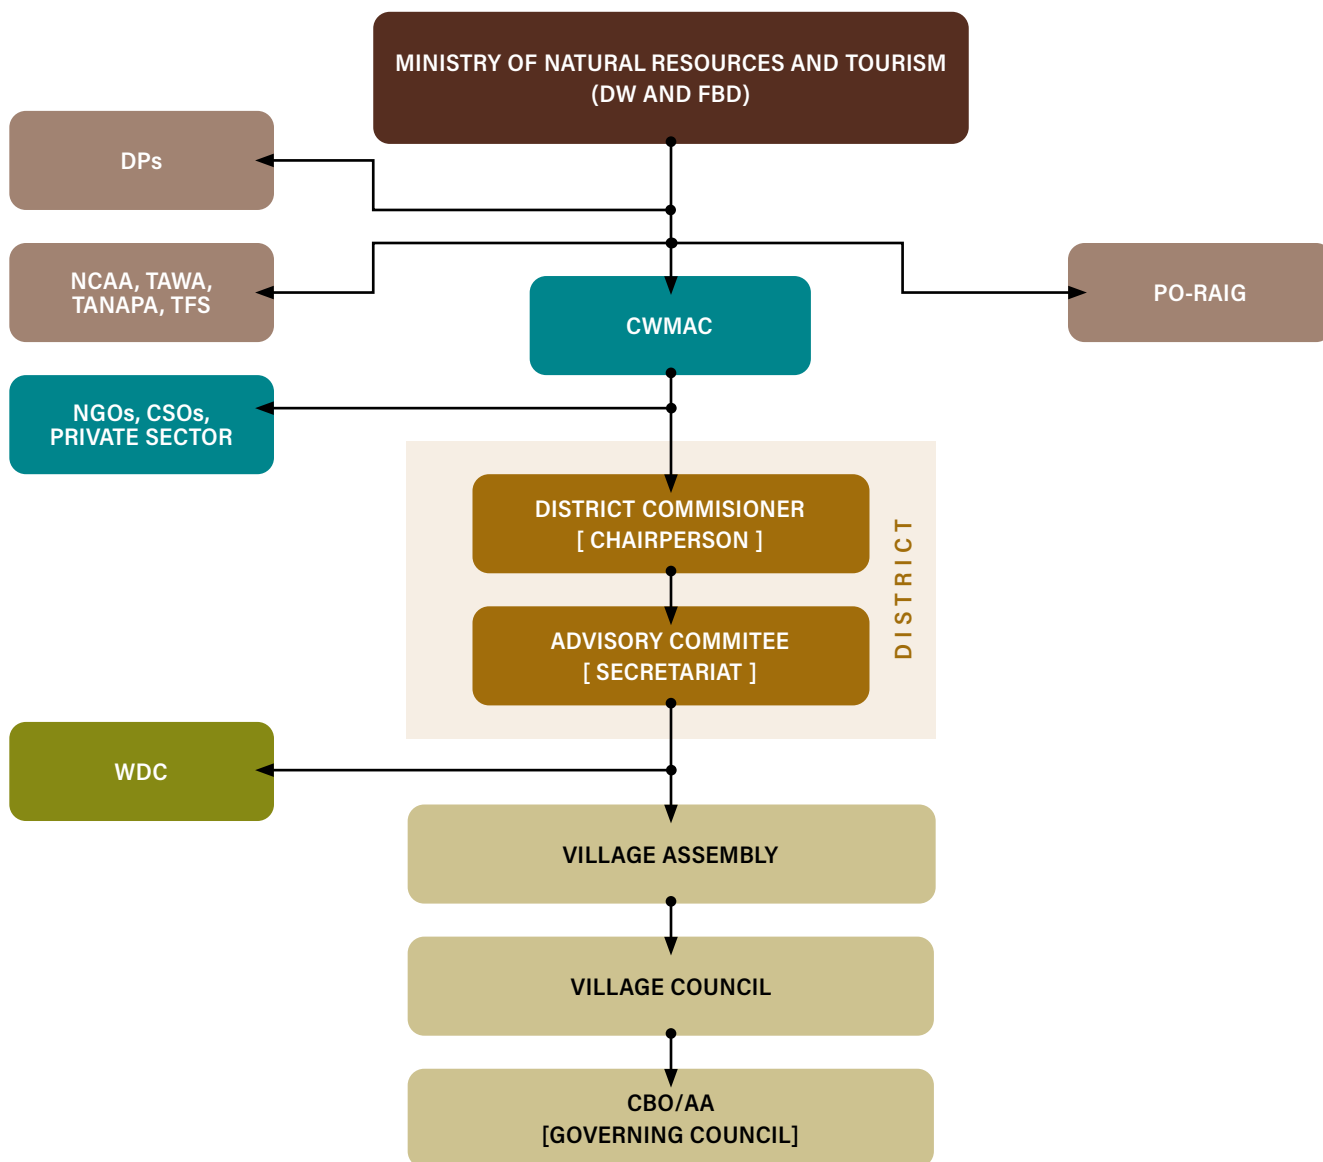 MINISTRY OF NATURAL RESOURCES AND TOURISM
(DW AND FBD)
DPs
NCAA, TAWA,
TANAPA, TFS
PO-RAIG
CWMAC
NGOs, CSOs,
PRIVATE SECTOR
DISTRICT COMMISIONER
[ CHAIRPERSON ]
DISTRICT
ADVISORY COMMITEE
[ SECRETARIAT ]
WDC
VILLAGE ASSEMBLY
VILLAGE COUNCIL
CBO/AA
[GOVERNING COUNCIL]